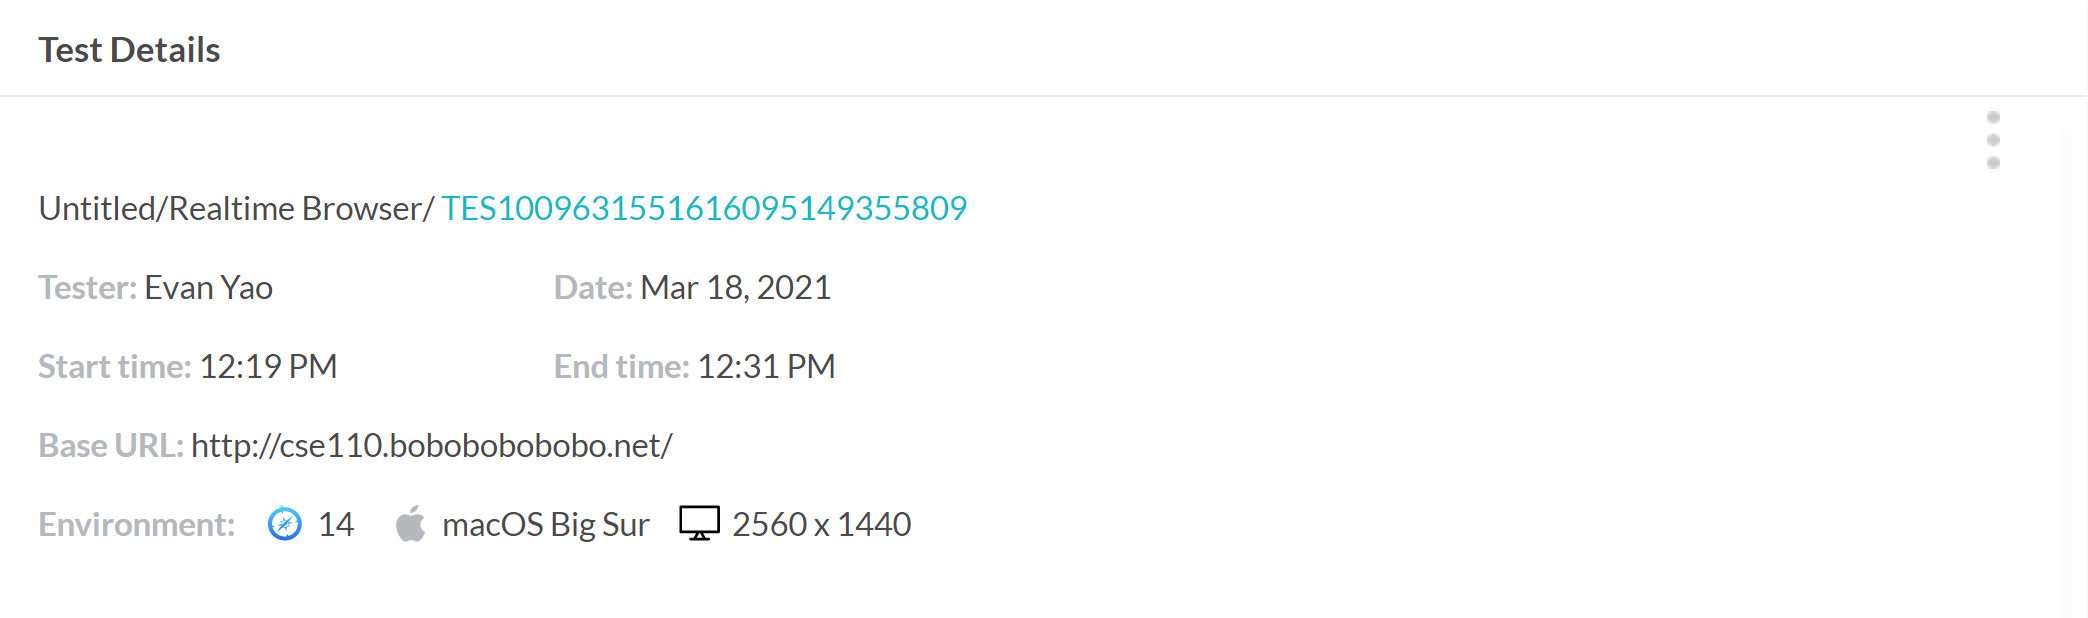 Test Details
Untitled/Realtime Browser/ TES1009631551616095149355809
Tester: Evan Yao Date: Mar 18, 2021
Start time: 12:19 PM End time: 12:31 PM
Base URL: http://cse110.bobobobobobo.net/
Environment: 14 macOS Big Sur 2560 x 1440